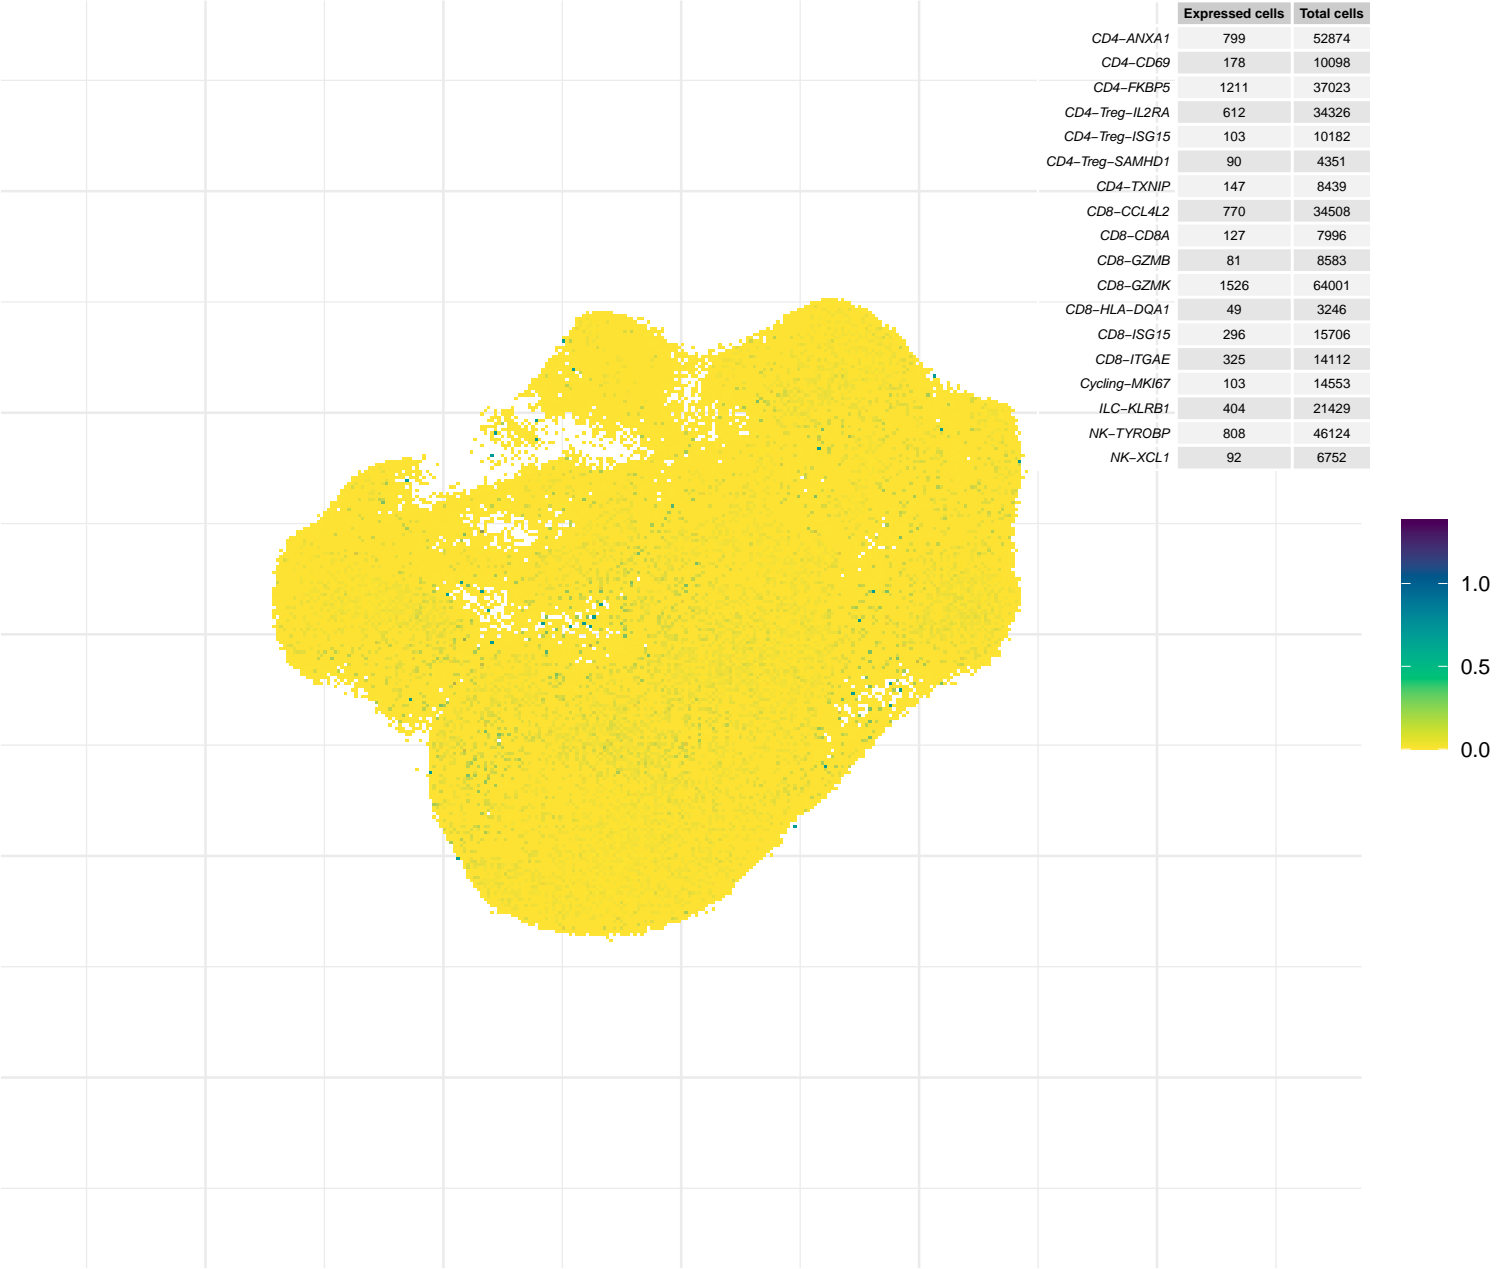 Expressed cells Total cells
CD4−ANXA1 799 52874
CD4−CD69 178 10098
CD4−FKBP5 1211 37023
CD4−Treg−IL2RA 612 34326
CD4−Treg−ISG15 103 10182
CD4−Treg−SAMHD1 90 4351
CD4−TXNIP 147 8439
CD8−CCL4L2 770 34508
CD8−CD8A 127 7996
CD8−GZMB 81 8583
CD8−GZMK 1526 64001
CD8−HLA−DQA1 49 3246
CD8−ISG15 296 15706
CD8−ITGAE 325 14112
Cycling−MKI67 103 14553
ILC−KLRB1 404 21429
NK−TYROBP 808 46124
NK−XCL1 92 6752
1.0
0.5
0.0